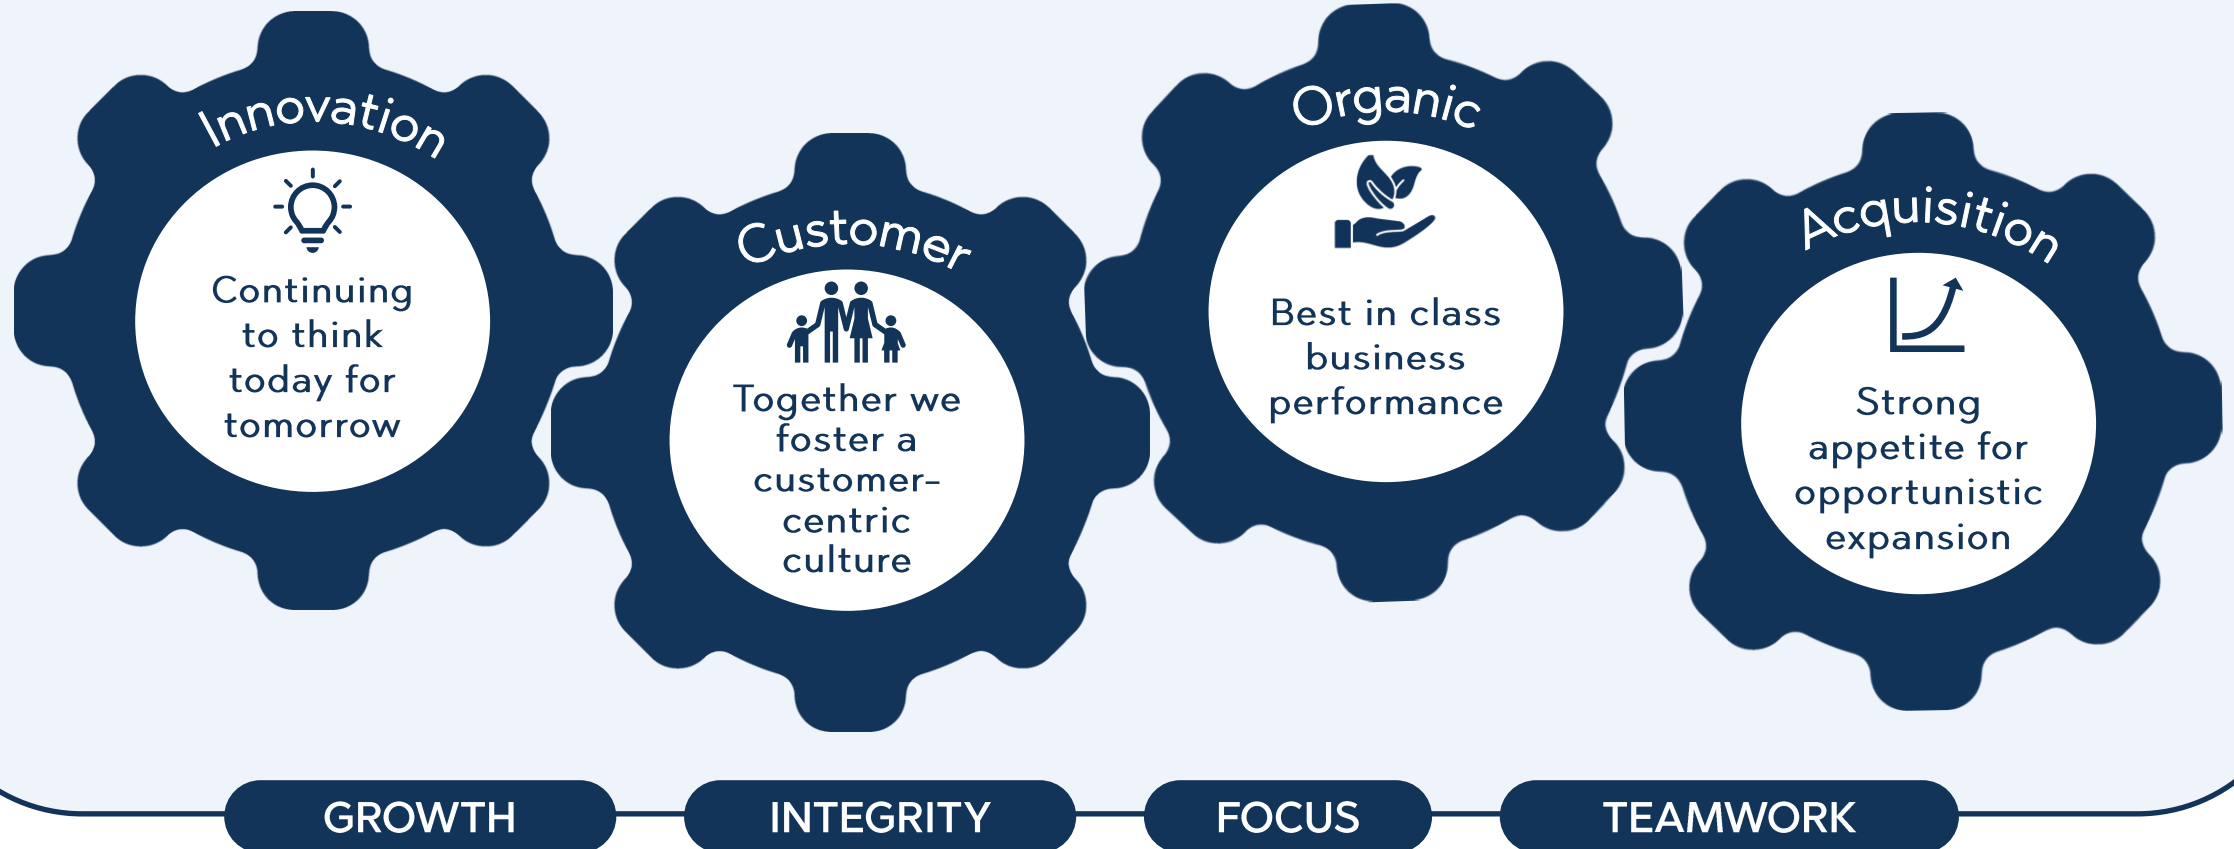 Innovation
Continuing
to think
today for
tomorrow
Customer
Together we
foster a
customer-
centric
culture
Organic
Best in class
business
performance
Acquisition
Strong
appetite for
opportunistic
expansion
GROWTH
INTEGRITY
FOCUS
TEAMWORK